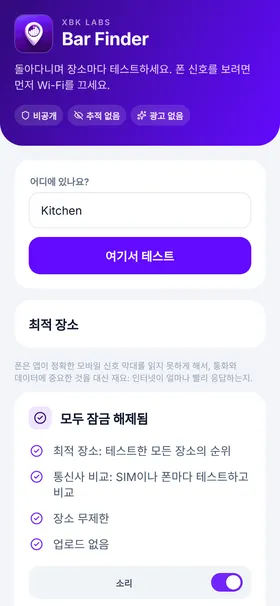 XBK LABS
Bar Finder
돌아다니며 장소마다 테스트하세요. 폰 신호를 보려면
먼저 Wi-Fi를 끄세요.
비공개
추적 없음
광고 없음
어디에 있나요?
Kitchen
여기서 테스트
최적 장소
폰은 앱이 정확한 모바일 신호 막대를 읽지 못하게 해서, 통화와
데이터에 중요한 것을 대신 재요: 인터넷이 얼마나 빨리 응답하는지.
모두 잠금 해제됨
최적 장소: 테스트한 모든 장소의 순위
통신사 비교: SIM이나 폰마다 테스트하고
비교
장소 무제한
업로드 없음
소리